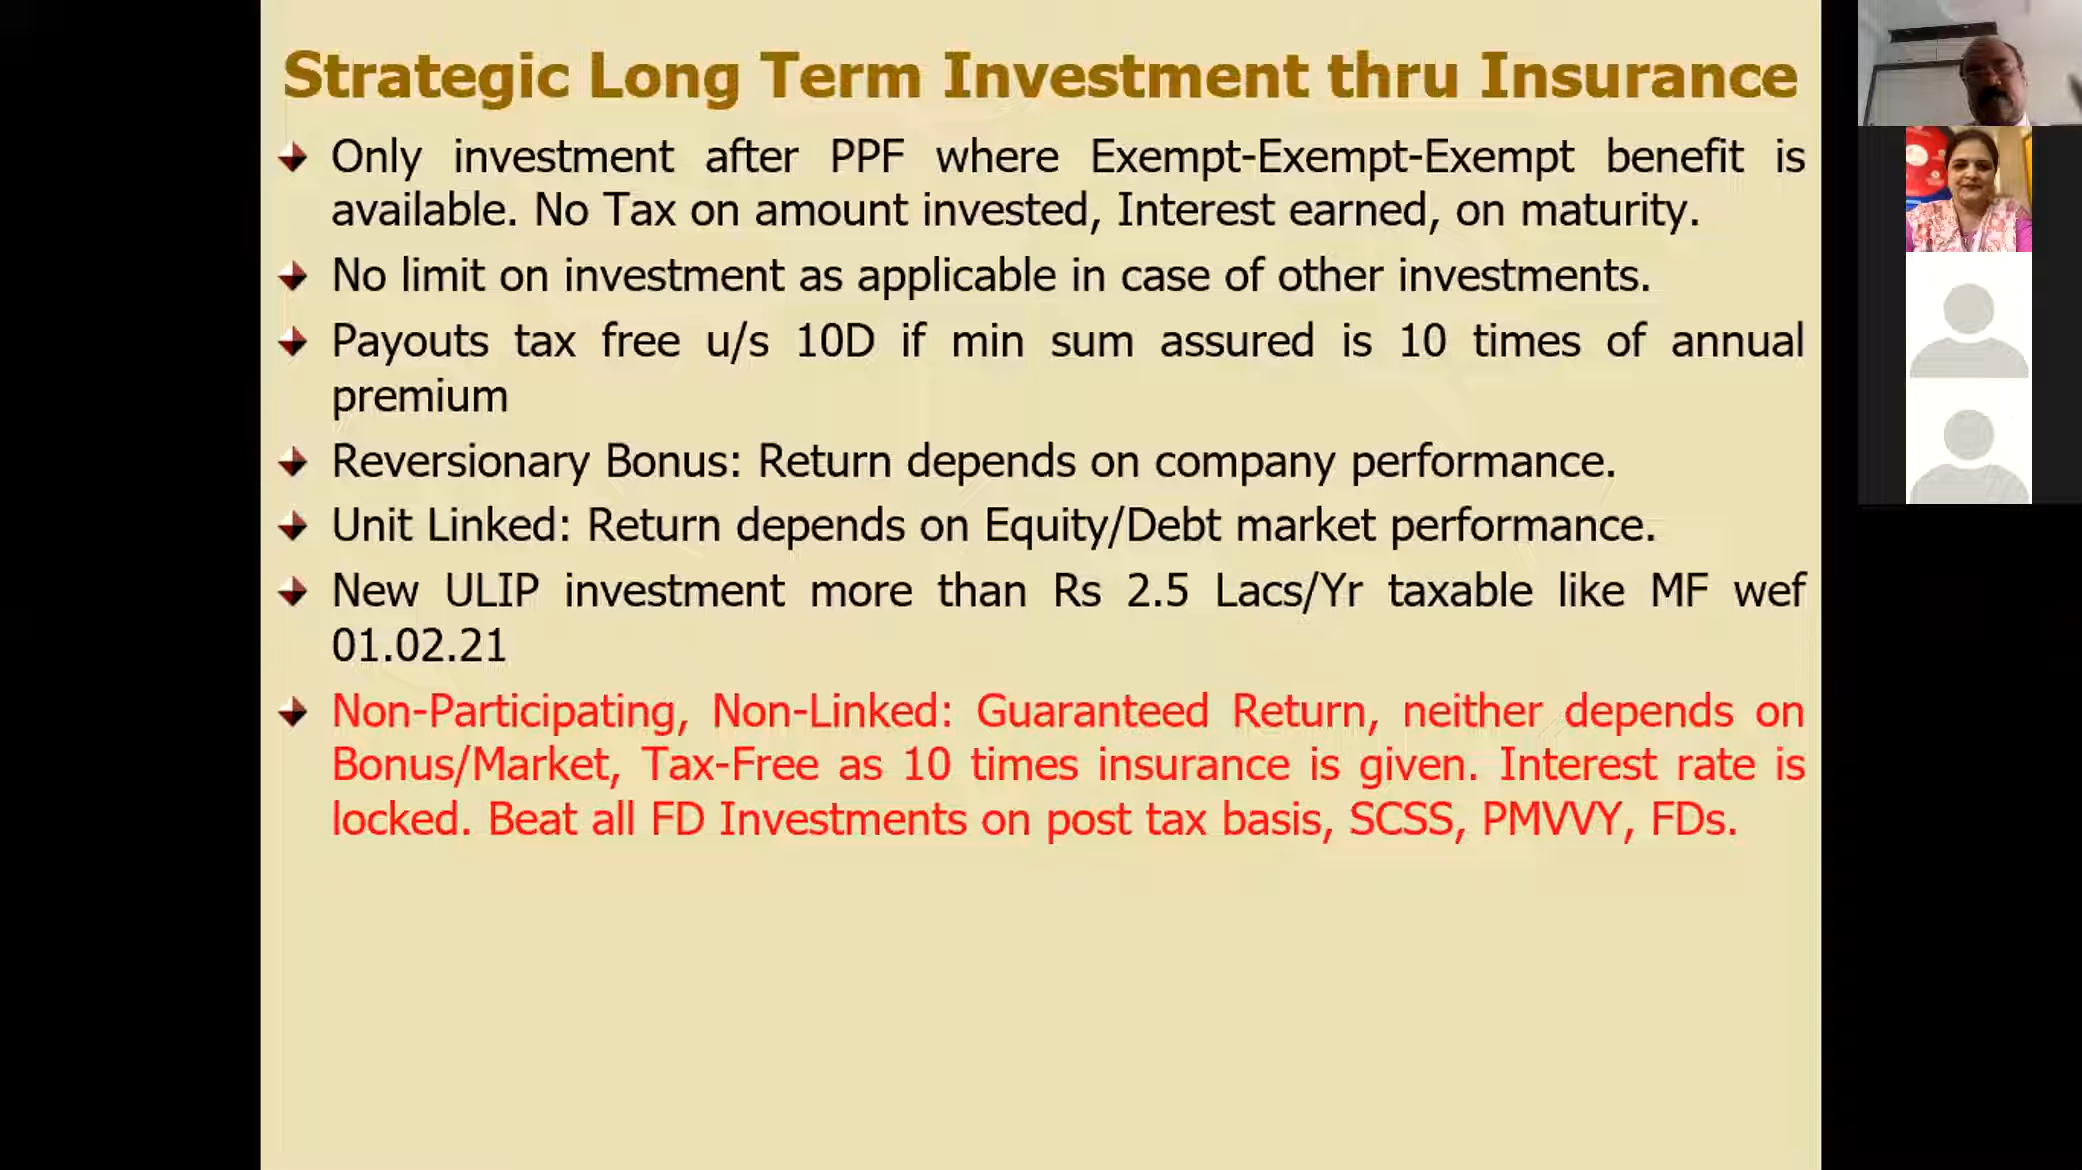 Strategic Long Term Investment thru Insurance
Only investment after PPF where Exempt-Exempt-Exempt benefit is
available. No Tax on amount invested, Interest earned, on maturity.
No limit on investment as applicable in case of other investments.
Payouts tax free u/s 10D if min sum assured is 10 times of annual
premium
Reversionary Bonus: Return depends on company performance.
Unit Linked: Return depends on Equity/Debt market performance.
New ULIP investment more than Rs 2.5 Lacs/Yr taxable like MF wef
01.02.21
Non-Participating, Non-Linked: Guaranteed Return, neither depends on
Bonus/Market, Tax-Free as 10 times insurance is given. Interest rate is
locked. Beat all FD Investments on post tax basis, SCSS, PMVVY, FDs.